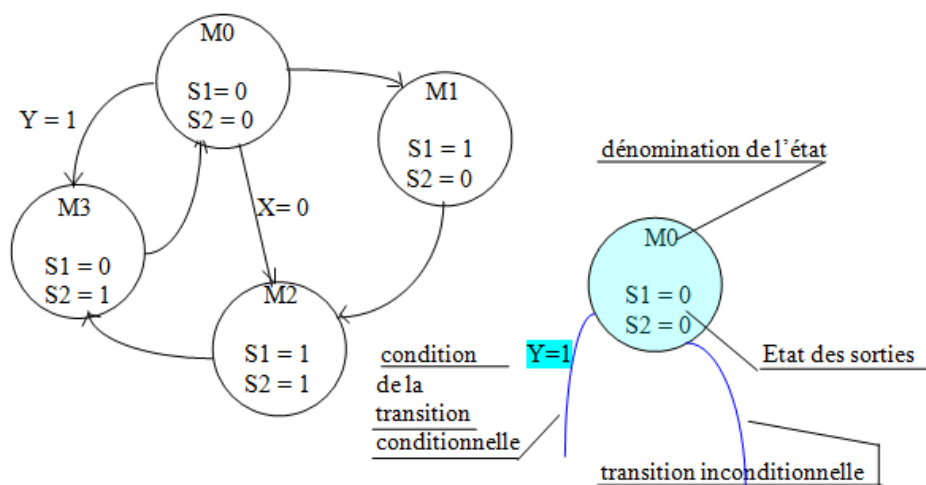 M0
S1= 0
S2 = 0
Y = 1
M1
S1 = 1
S2 = 0
M3
S1 = 0
S2 = 1
X= 0
M2
S1 = 1
S2 = 1
dénomination de l'état
M0
S1 = 0
S2 = 0
Y=1
condition
de la
transition
conditionnelle
Etat des sorties
transition inconditionnelle